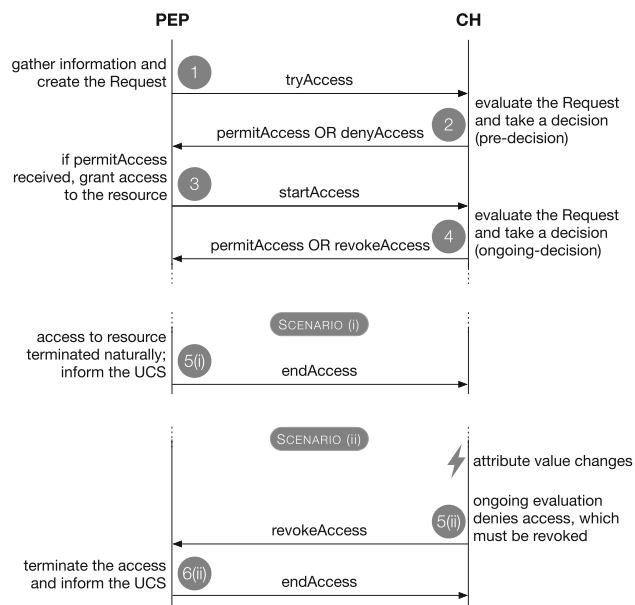 PEP
CH
gather information and
create the Request
1
tryAccess
evaluate the Request
and take a decision
(pre-decision)
2
permitAccess OR denyAccess
if permitAccess
received, grant access
to the resource
3
startAccess
evaluate the Request
and take a decision
(ongoing-decision)
4
permitAccess OR revokeAccess
SCENARIO (i)
access to resource
terminated naturally;
inform the UCS
5(i)
endAccess
SCENARIO (ii)
attribute value changes
ongoing evaluation
denies access, which
must be revoked
5(ii)
revokeAccess
terminate the access
and inform the UCS
6(ii)
endAccess